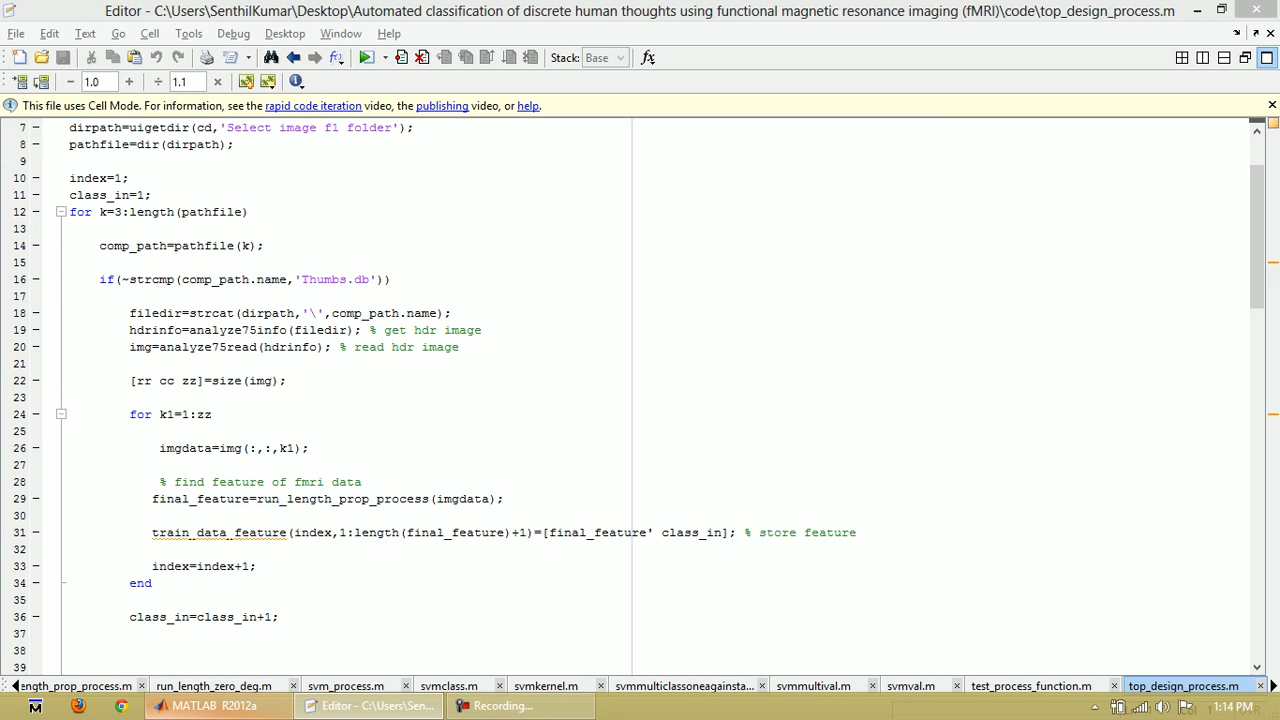 Editor - C:\Users\SenthilKumar\Desktop\Automated classification of discrete human thoughts using functional magnetic resonance imaging (fMRI)\code\top_design_process.m
File Edit Text Go Cell Tools Debug Desktop Window Help
Stack: Base fx
1.0 1.1
This file uses Cell Mode. For information, see the rapid code iteration video, the publishing video, or help.
7 dirpath=uigetdir(cd,'Select image f1 folder');
8 pathfile=dir(dirpath);
9
10 index=1;
11 class_in=1;
12 for k=3:length(pathfile)
13
14 comp_path=pathfile(k);
15
16 if(~strcmp(comp_path.name,'Thumbs.db'))
17
18 filedir=strcat(dirpath,'\',comp_path.name);
19 hdrinfo=analyze75info(filedir); % get hdr image
20 img=analyze75read(hdrinfo); % read hdr image
21
22 [rr cc zz]=size(img);
23
24 for k1=1:zz
25
26 imgdata=img(:,:,k1);
27
28 % find feature of fmri data
29 final_feature=run_length_prop_process(imgdata);
30
31 train_data_feature(index,1:length(final_feature)+1)=[final_feature' class_in]; % store feature
32
33 index=index+1;
34 end
35
36 class_in=class_in+1;
37
38
39
ength_prop_process.m run_length_zero_deg.m svm_process.m svmclass.m svmkernel.m svmmulticlassoneagainsta... svmmultival.m svmval.m test_process_function.m top_design_process.m
MATLAB R2012a Editor - C:\Users\Sen... Recording... 1:14 PM